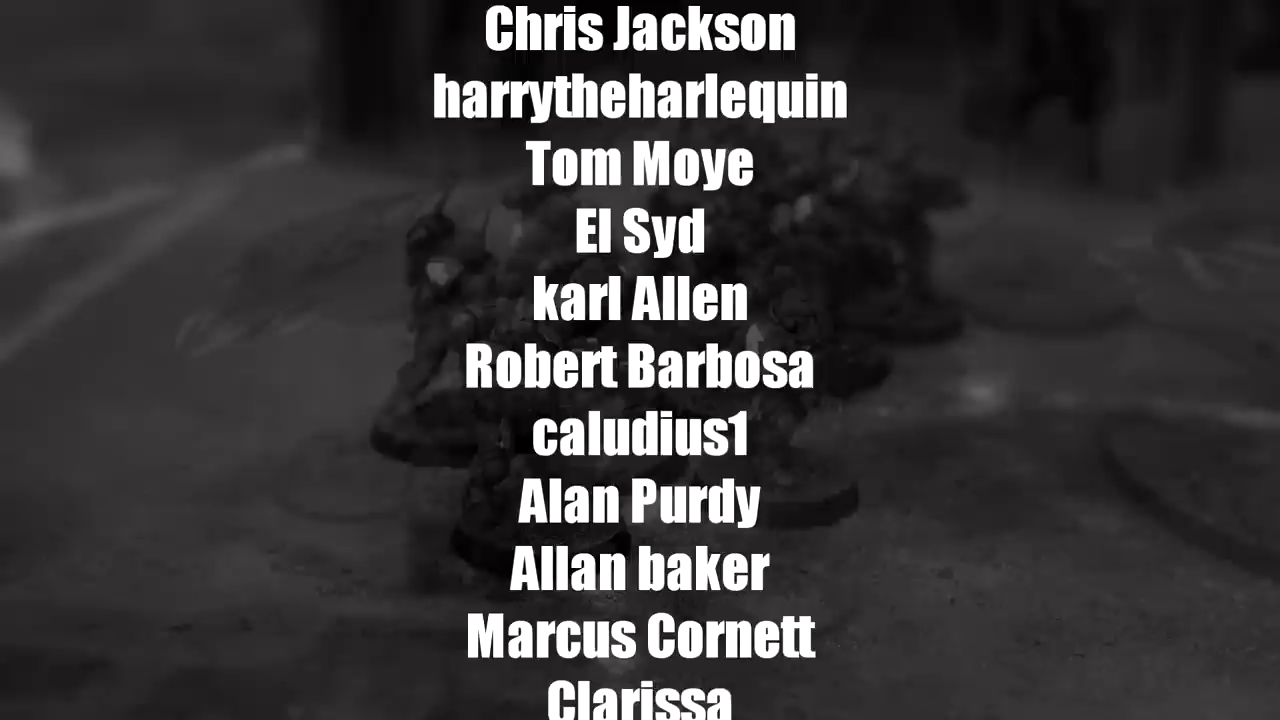 Chris Jackson
harrytheharlequin
Tom Moye
El Syd
karl Allen
Robert Barbosa
caludius1
Alan Purdy
Allan baker
Marcus Cornett
Clarissa